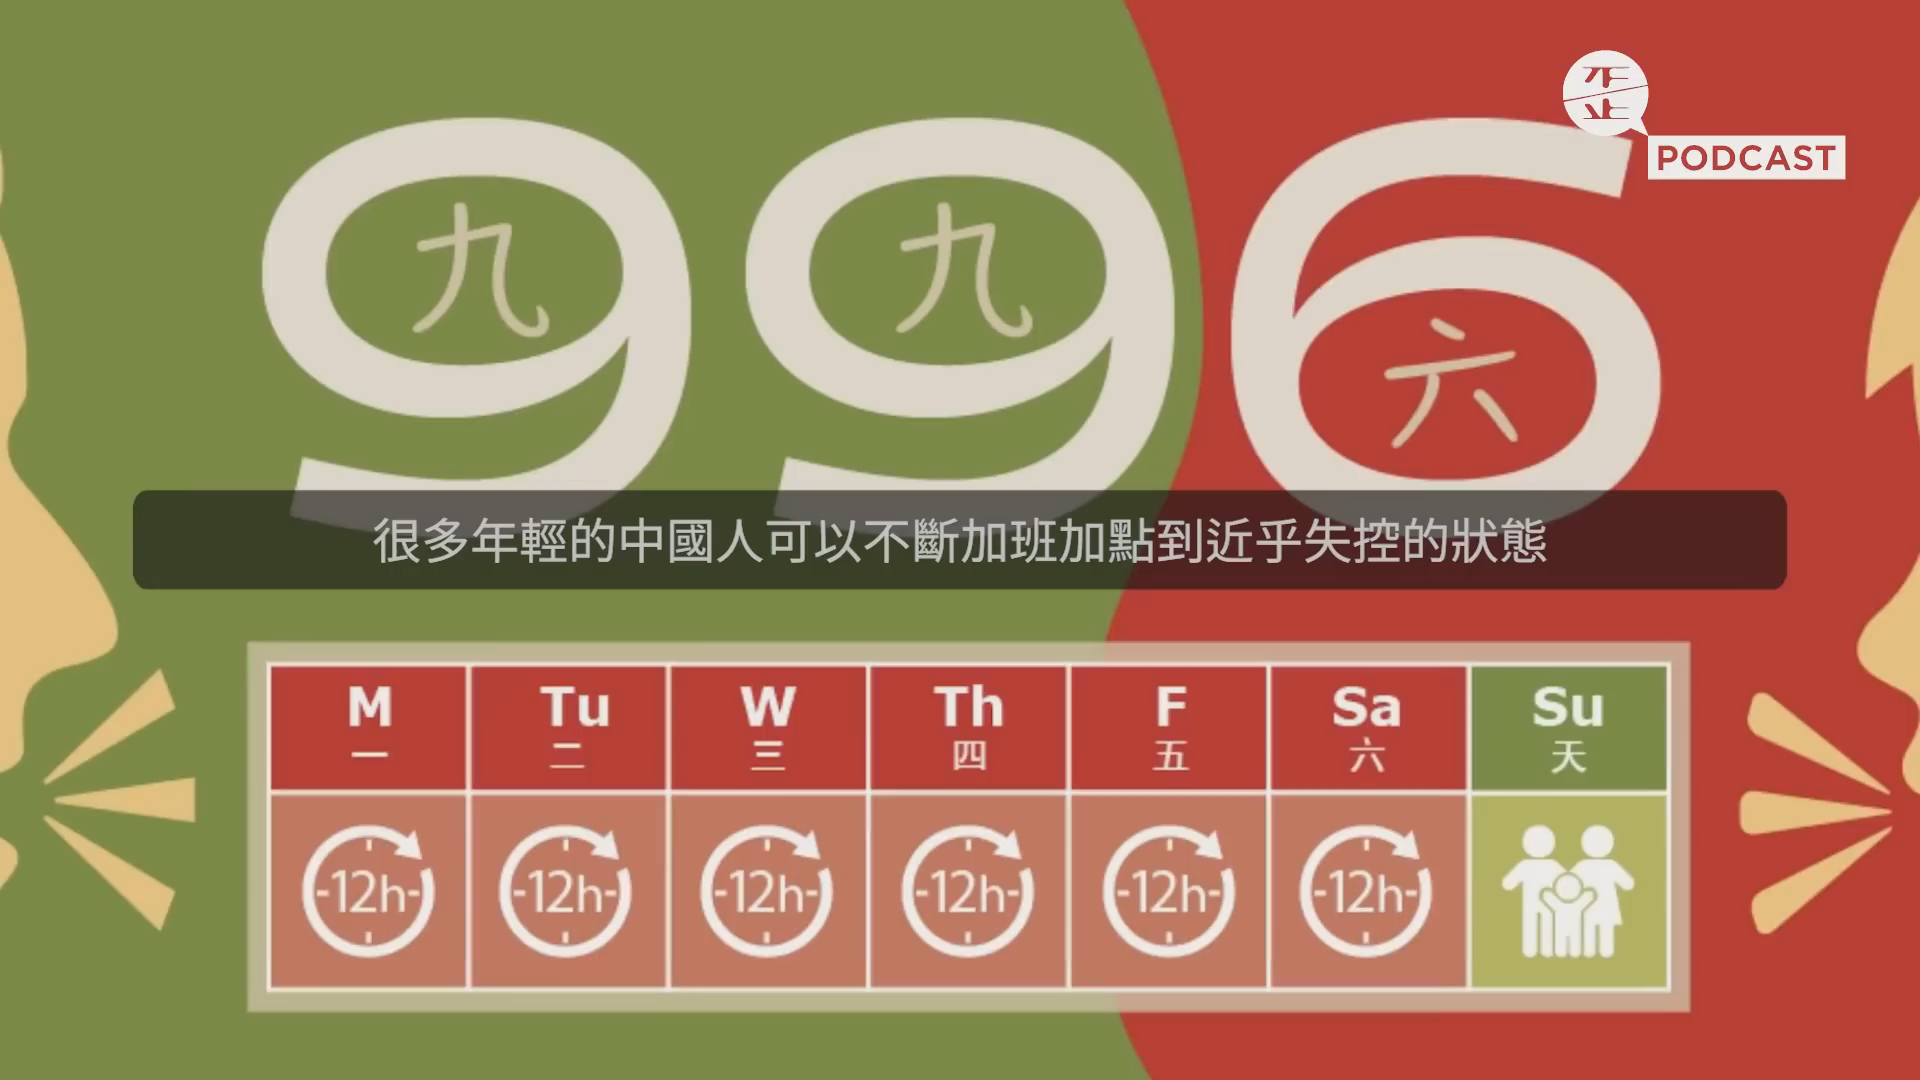 歪
PODCAST
996
九 九 六
很多年輕的中國人可以不斷加班加點到近乎失控的狀態
M Tu W Th F Sa Su
一 二 三 四 五 六 天
-12h- -12h- -12h- -12h- -12h- -12h-